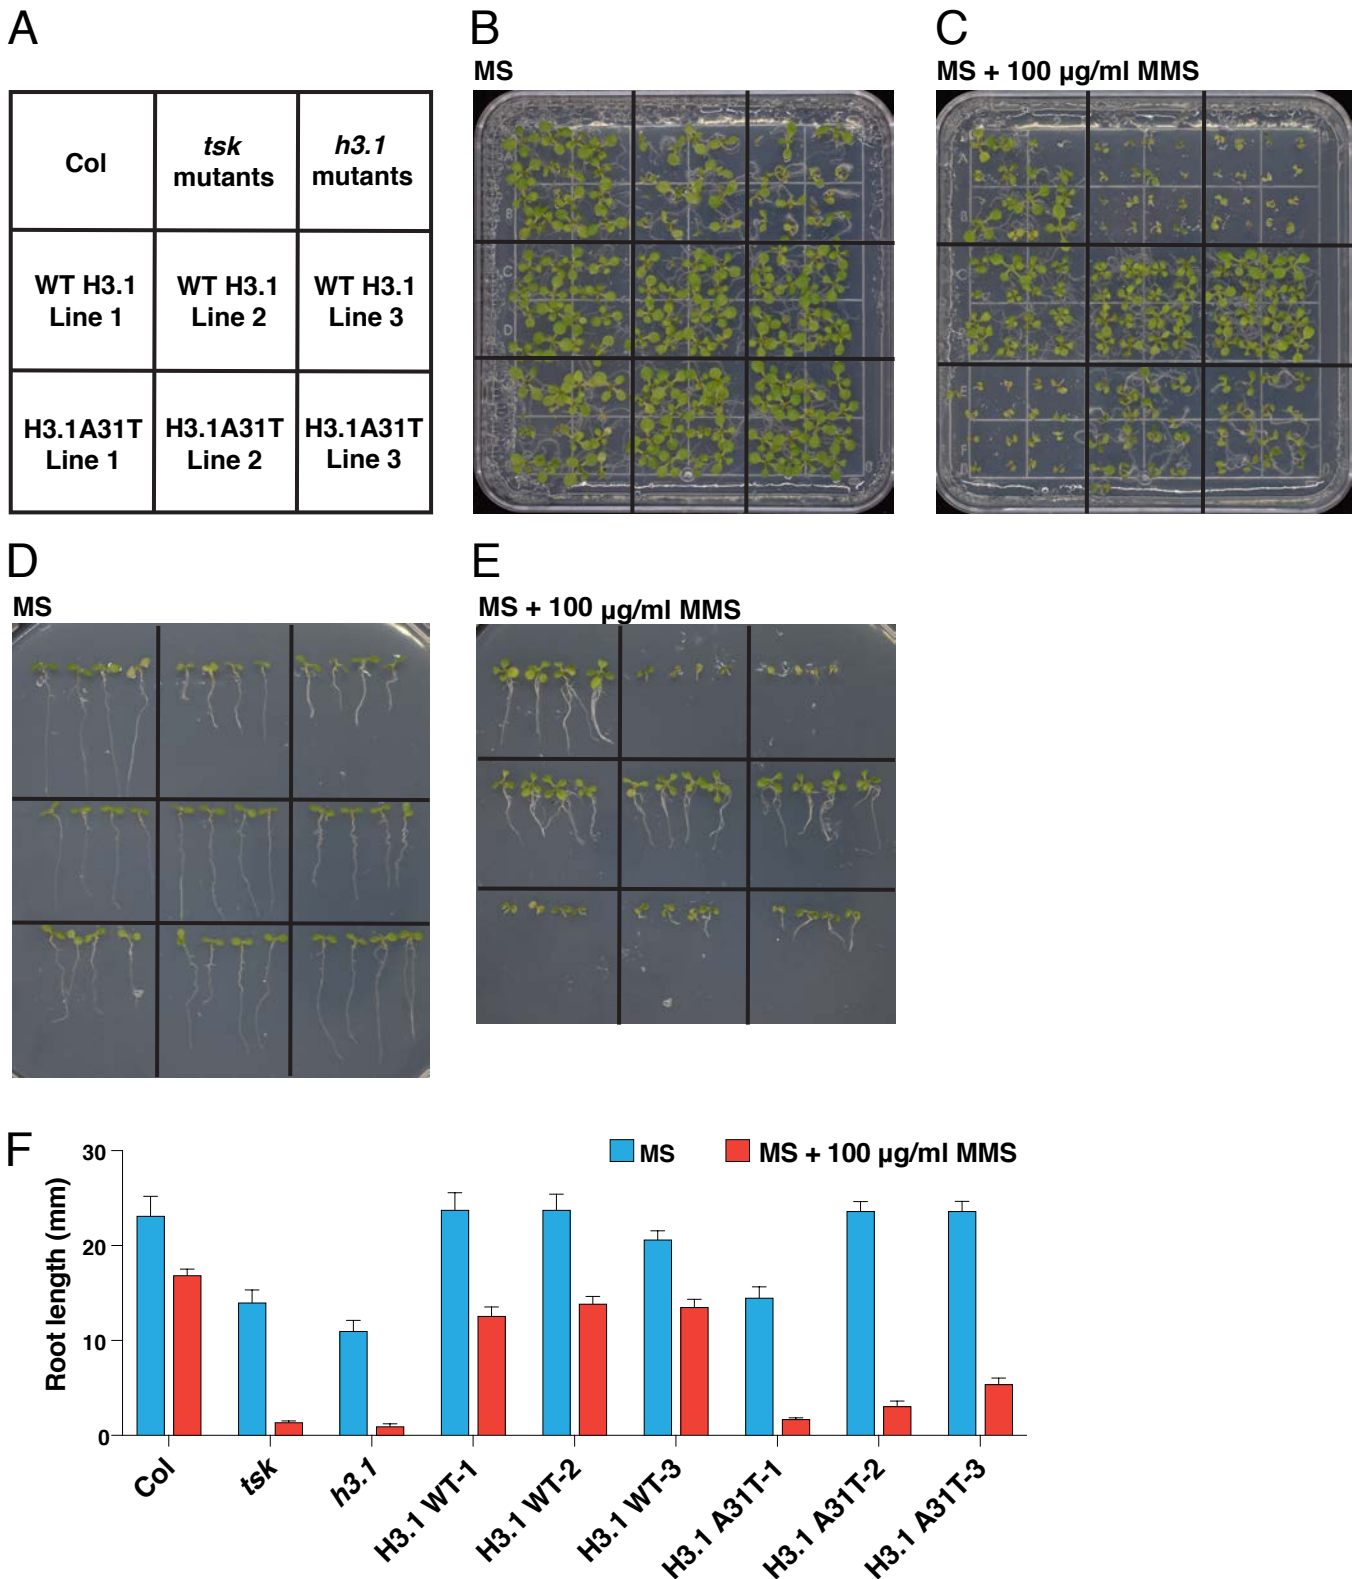 A
B
C
MS
MS + 100 µg/ml MMS
Col
tsk
mutants
h3.1
mutants
WT H3.1
Line 1
WT H3.1
Line 2
WT H3.1
Line 3
H3.1A31T
Line 1
H3.1A31T
Line 2
H3.1A31T
Line 3
D
E
MS
MS + 100 µg/ml MMS
F
MS
MS + 100 µg/ml MMS
Root length (mm)
30
20
10
0
Col
tsk
h3.1
H3.1 WT-1
H3.1 WT-2
H3.1 WT-3
H3.1 A31T-1
H3.1 A31T-2
H3.1 A31T-3